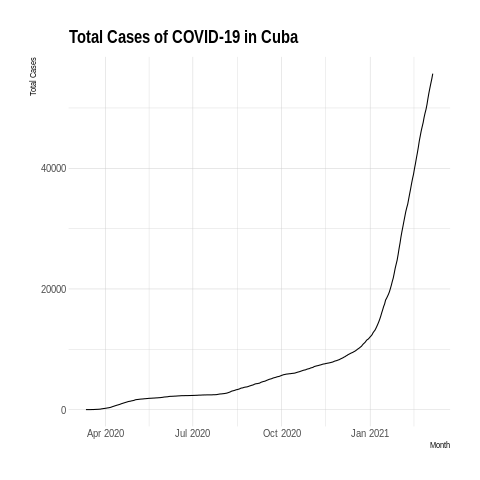 Total Cases of COVID-19 in Cuba
Total Cases
40000
20000
0
Apr 2020 Jul 2020 Oct 2020 Jan 2021
Month